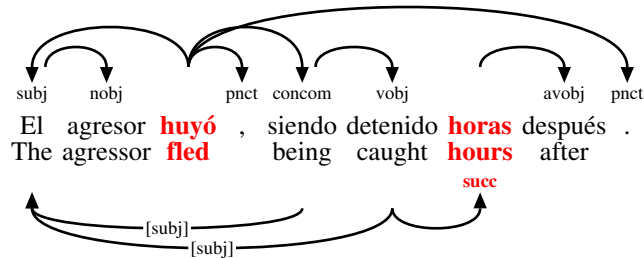 subj nobj pnct concom vobj avobj pnct
El agresor huyó , siendo detenido horas después .
The agressor fled being caught hours after
succ
[subj]
[subj]